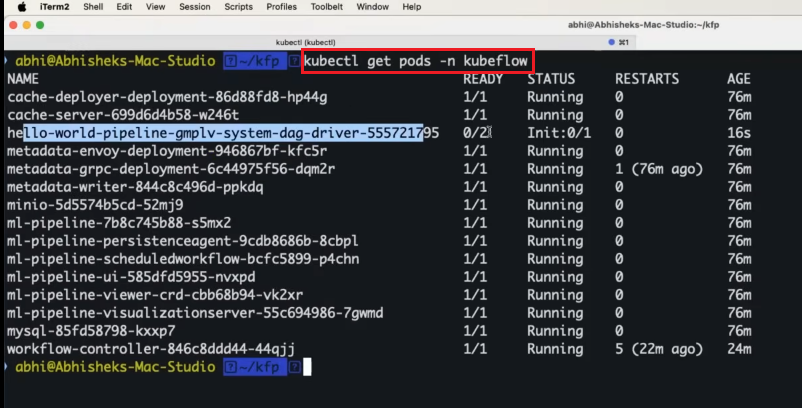 iTerm2 Shell Edit View Session Scripts Profiles Toolbelt Window Help
abhi@Abhisheks-Mac-Studio:~/kfp
kubectl (kubectl)
⌘1
abhi@Abhisheks-Mac-Studio ~/kfp kubectl get pods -n kubeflow
NAME READY STATUS RESTARTS AGE
cache-deployer-deployment-86d88fd8-hp44g 1/1 Running 0 76m
cache-server-699d6d4b58-w246t 1/1 Running 0 76m
hello-world-pipeline-gmplv-system-dag-driver-555721795 0/2 Init:0/1 0 16s
metadata-envoy-deployment-946867bf-kfc5r 1/1 Running 0 76m
metadata-grpc-deployment-6c44975f56-dqm2r 1/1 Running 1 (76m ago) 76m
metadata-writer-844c8c496d-ppkdq 1/1 Running 0 76m
minio-5d5574b5cd-52mj9 1/1 Running 0 76m
ml-pipeline-7b8c745b88-s5mx2 1/1 Running 0 76m
ml-pipeline-persistenceagent-9cdb8686b-8cbpl 1/1 Running 0 76m
ml-pipeline-scheduledworkflow-bcfc5899-p4chn 1/1 Running 0 76m
ml-pipeline-ui-585dfd5955-nvxpd 1/1 Running 0 76m
ml-pipeline-viewer-crd-cbb68b94-vk2xr 1/1 Running 0 76m
ml-pipeline-visualizationserver-55c694986-7gwmd 1/1 Running 0 76m
mysql-85fd58798-kxxp7 1/1 Running 0 76m
workflow-controller-846c8ddd44-44qjj 1/1 Running 5 (22m ago) 24m
abhi@Abhisheks-Mac-Studio ~/kfp